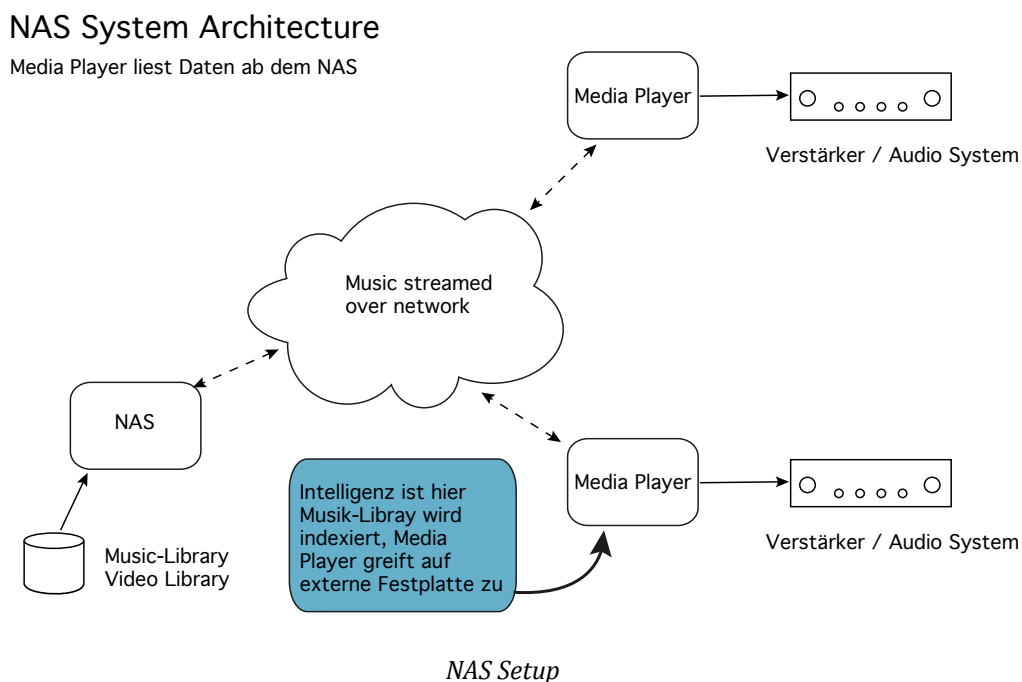 NAS System Architecture
Media Player liest Daten ab dem NAS
Media Player
Verstärker / Audio System
Music streamed
over network
NAS
Music-Library
Video Library
Intelligenz ist hier
Musik-Libray wird
indexiert, Media
Player greift auf
externe Festplatte zu
Media Player
Verstärker / Audio System
NAS Setup